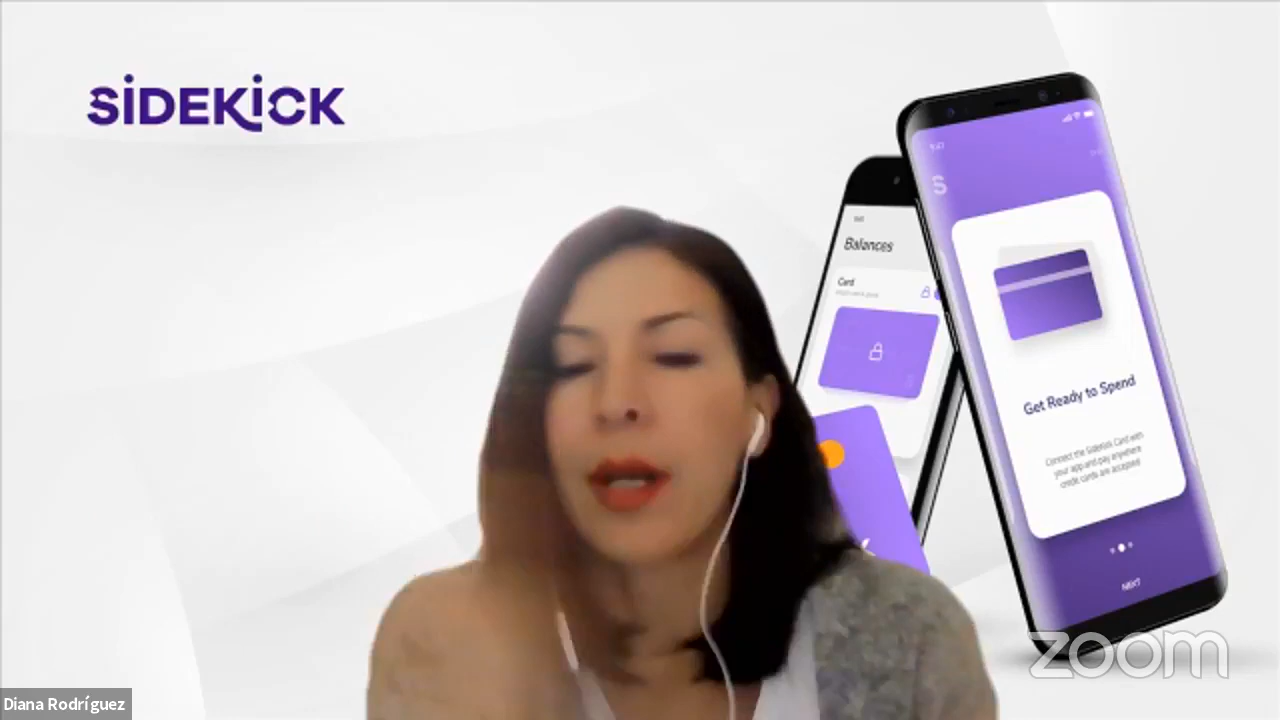 SiDEKiCK
Balances
Card
S
Get Ready to Spend
Connect the Sidekick Card with
your app and pay anywhere
credit cards are accepted
NEXT
zoom
Diana Rodríguez